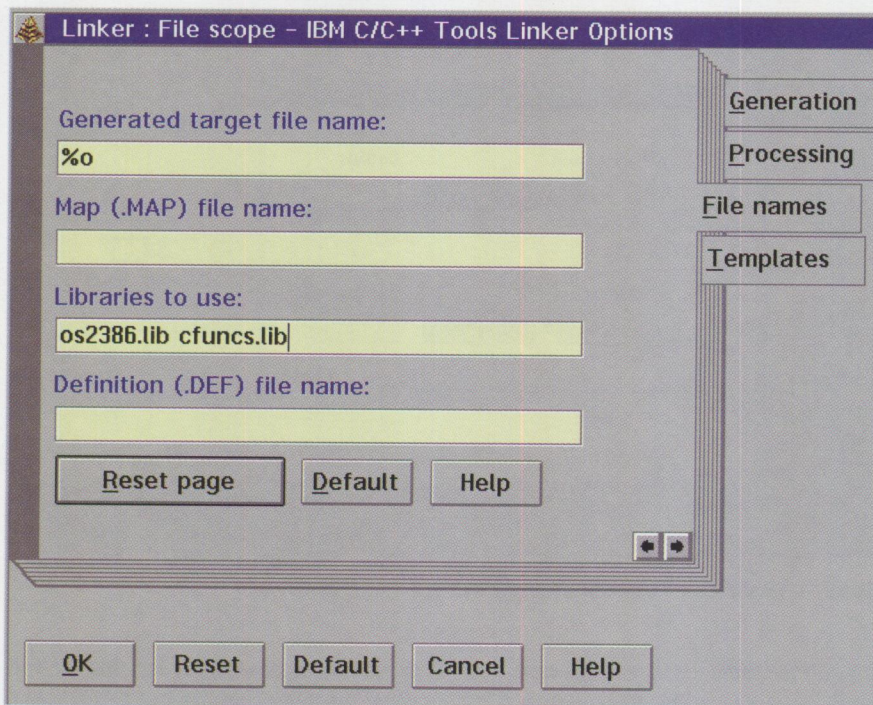 Linker : File scope – IBM C/C++ Tools Linker Options
Generation
Processing
File names
Templates
Generated target file name:
%o
Map (.MAP) file name:
Libraries to use:
os2386.lib cfuncs.lib
Definition (.DEF) file name:
Reset page Default Help
OK Reset Default Cancel Help